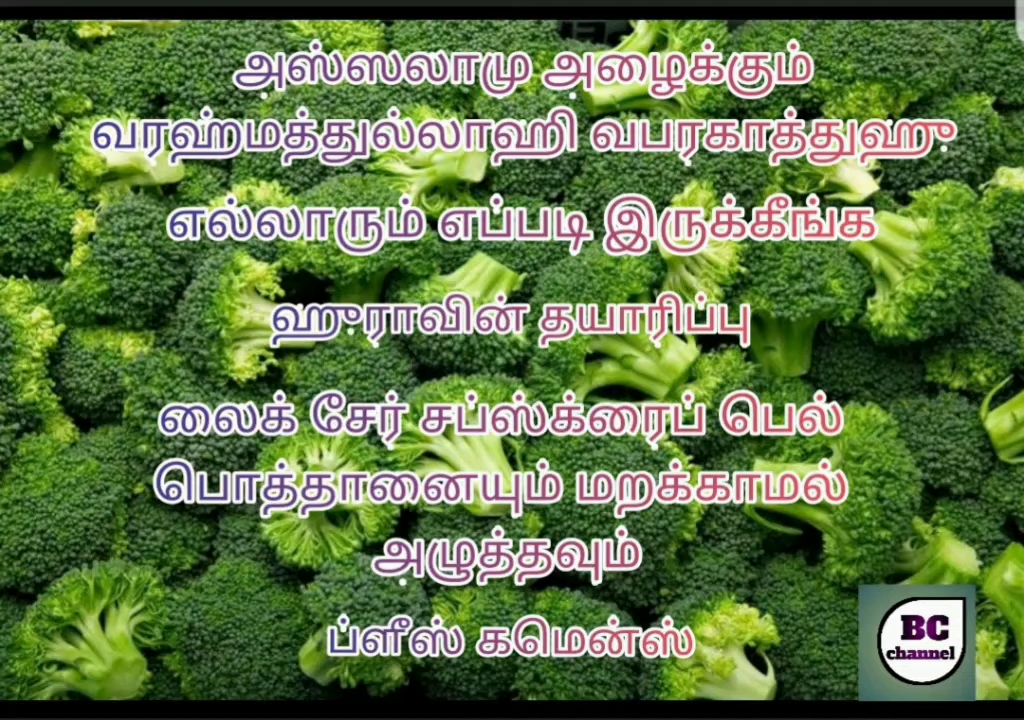 அஸ்ஸலாமு அழைக்கும்
வரஹ்மத்துல்லாஹி வபரகாத்துஹு
எல்லாரும் எப்படி இருக்கீங்க
ஹுராவின் தயாரிப்பு
லைக் சேர் சப்ஸ்க்ரைப் பெல்
பொத்தானையும் மறக்காமல்
அழுத்தவும்
ப்ளீஸ் கமென்ஸ்
BC
channel